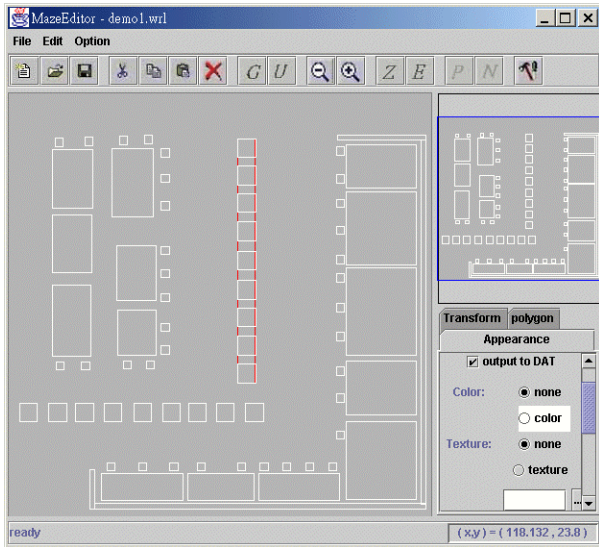 MazeEditor - demo1.wrl
File Edit Option
G U Z E P N
Transform polygon
Appearance
output to DAT
Color: none
color
Texture: none
texture
...
ready (x,y) = ( 118.132 , 23.8 )